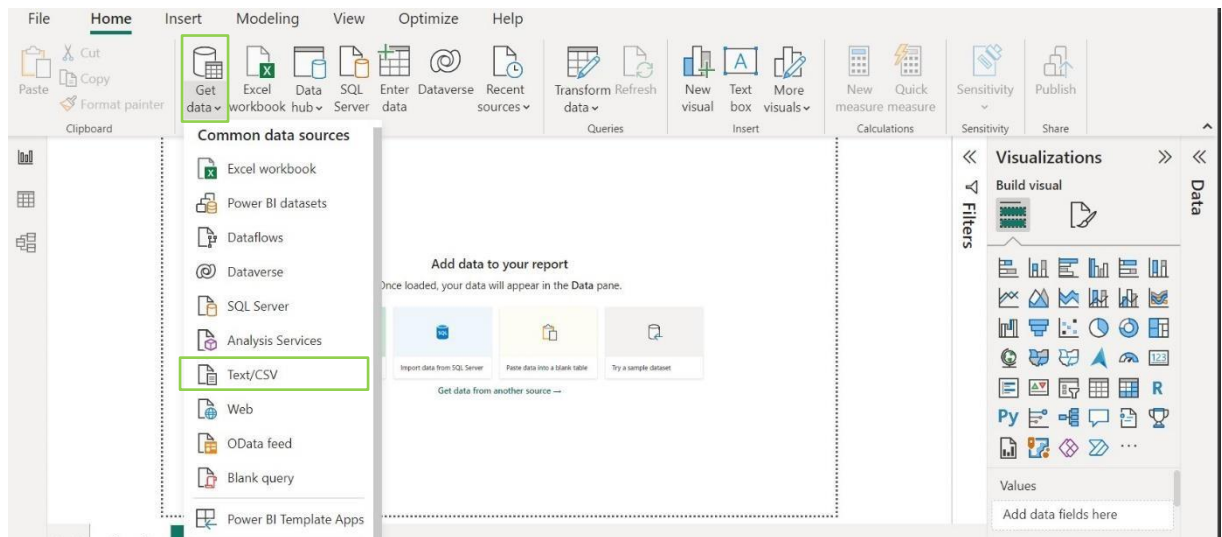 File Home Insert Modeling View Optimize Help
Paste
Cut
Copy
Format painter
Clipboard
Get data
Excel workbook
Data hub
SQL Server
Enter data
Dataverse
Recent sources
Transform data
Refresh
Queries
New visual
Text box
More visuals
Insert
New measure
Quick measure
Calculations
Sensitivity
Sensitivity
Publish
Share
Common data sources
Excel workbook
Power BI datasets
Dataflows
Dataverse
SQL Server
Analysis Services
Text/CSV
Web
OData feed
Blank query
Power BI Template Apps
Add data to your report
Once loaded, your data will appear in the Data pane.
SQL
Import data from SQL Server
Paste data into a blank table
Try a sample dataset
Get data from another source →
Filters
Visualizations
Build visual
123
R
Py
Values
Add data fields here
Data